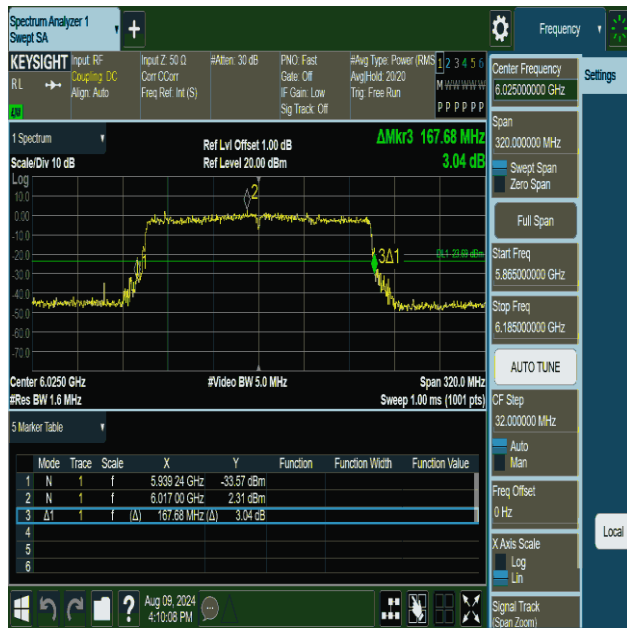 Spectrum Analyzer 1
Swept SA
+
Frequency
KEYSIGHT
RL
Input: RF
Coupling: DC
Align: Auto
Input Z: 50 Ω
Corr CCorr
Freq Ref: Int (S)
#Atten: 30 dB
PNO: Fast
Gate: Off
IF Gain: Low
Sig Track: Off
#Avg Type: Power (RMS
Avg|Hold: 20/20
Trig: Free Run
1 2 3 4 5 6
M W W W W W
P P P P P P
Settings
1 Spectrum
Scale/Div 10 dB
Ref Lvl Offset 1.00 dB
Ref Level 20.00 dBm
ΔMkr3 167.68 MHz
3.04 dB
Log
10.0
0.00
-10.0
-20.0
-30.0
-40.0
-50.0
-60.0
-70.0
2
3Δ1
Center 6.0250 GHz
#Res BW 1.6 MHz
#Video BW 5.0 MHz
Span 320.0 MHz
Sweep 1.00 ms (1001 pts)
5 Marker Table
Mode Trace Scale X Y Function Function Width Function Value
1 N 1 f 5.939 24 GHz -33.57 dBm
2 N 1 f 6.017 00 GHz 2.31 dBm
3 Δ1 1 f (Δ) 167.68 MHz (Δ) 3.04 dB
4
5
6
Aug 09, 2024
4:10:08 PM
Center Frequency
6.025000000 GHz
Span
320.000000 MHz
Swept Span
Zero Span
Full Span
Start Freq
5.865000000 GHz
Stop Freq
6.185000000 GHz
AUTO TUNE
CF Step
32.000000 MHz
Auto
Man
Freq Offset
0 Hz
X Axis Scale
Log
Lin
Signal Track
(Span Zoom)
Local